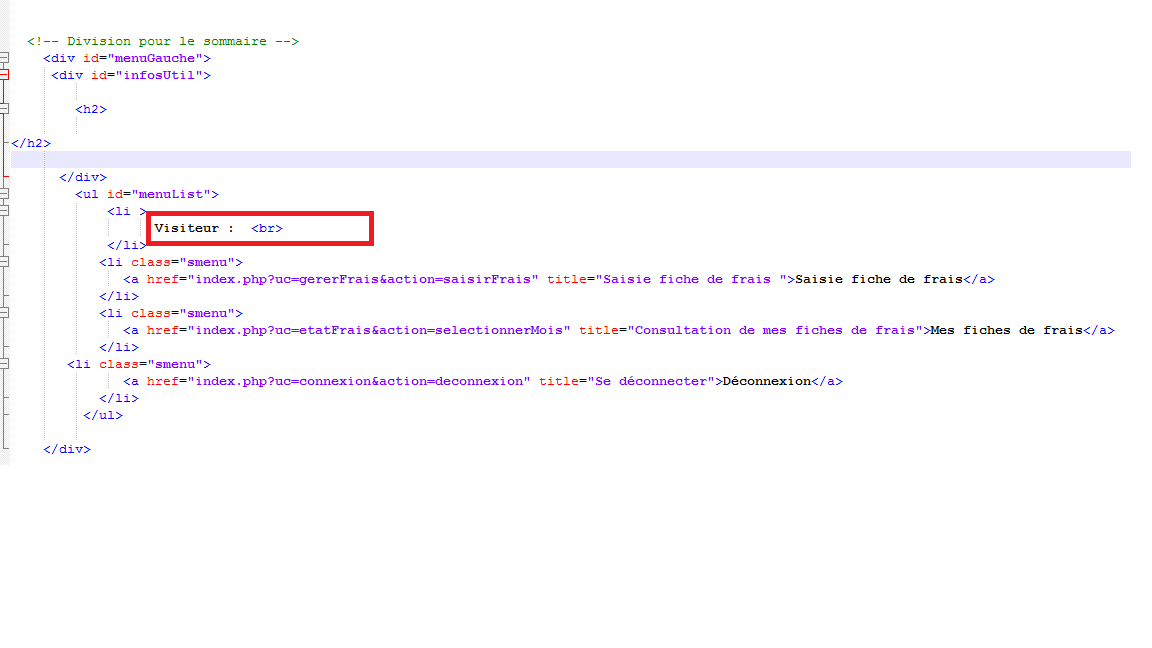 <!-- Division pour le sommaire -->
<div id="menuGauche">
<div id="infosUtil">
<h2>
</h2>
</div>
<ul id="menuList">
<li >
Visiteur :  <br>
</li>
<li class="smenu">
<a href="index.php?uc=gererFrais&action=saisirFrais" title="Saisie fiche de frais ">Saisie fiche de frais</a>
</li>
<li class="smenu">
<a href="index.php?uc=etatFrais&action=selectionnerMois" title="Consultation de mes fiches de frais">Mes fiches de frais</a>
</li>
<li class="smenu">
<a href="index.php?uc=connexion&action=deconnexion" title="Se déconnecter">Déconnexion</a>
</li>
</ul>
</div>